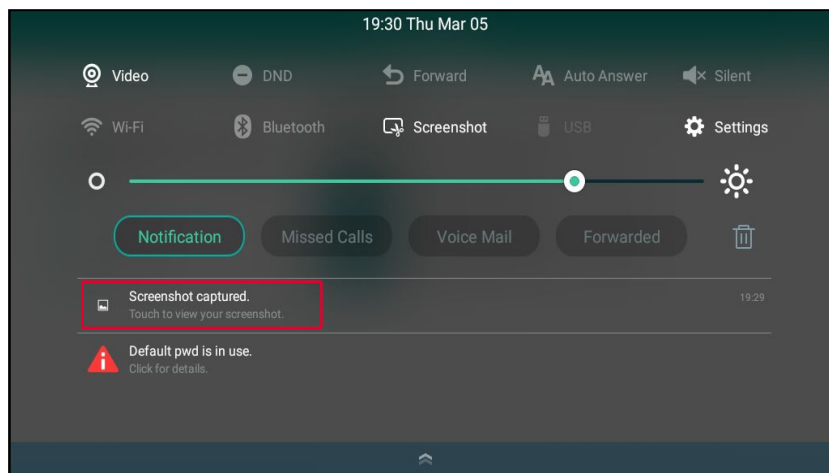 19:30 Thu Mar 05
Video DND Forward AA Auto Answer Silent
Wi-Fi Bluetooth Screenshot USB Settings
Notification Missed Calls Voice Mail Forwarded
Screenshot captured. 19:29
Touch to view your screenshot.
Default pwd is in use.
Click for details.